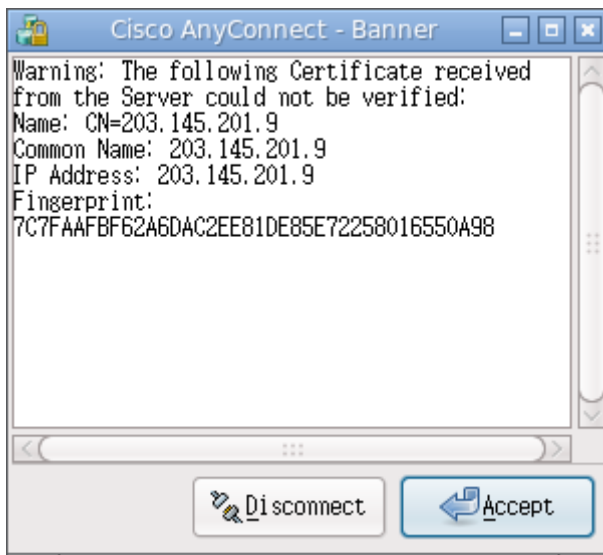 Cisco AnyConnect - Banner
Warning: The following Certificate received
from the Server could not be verified:
Name: CN=203.145.201.9
Common Name: 203.145.201.9
IP Address: 203.145.201.9
Fingerprint:
7C7FAAFBF62A6DAC2EE81DE85E72258016550A98
Disconnect
Accept